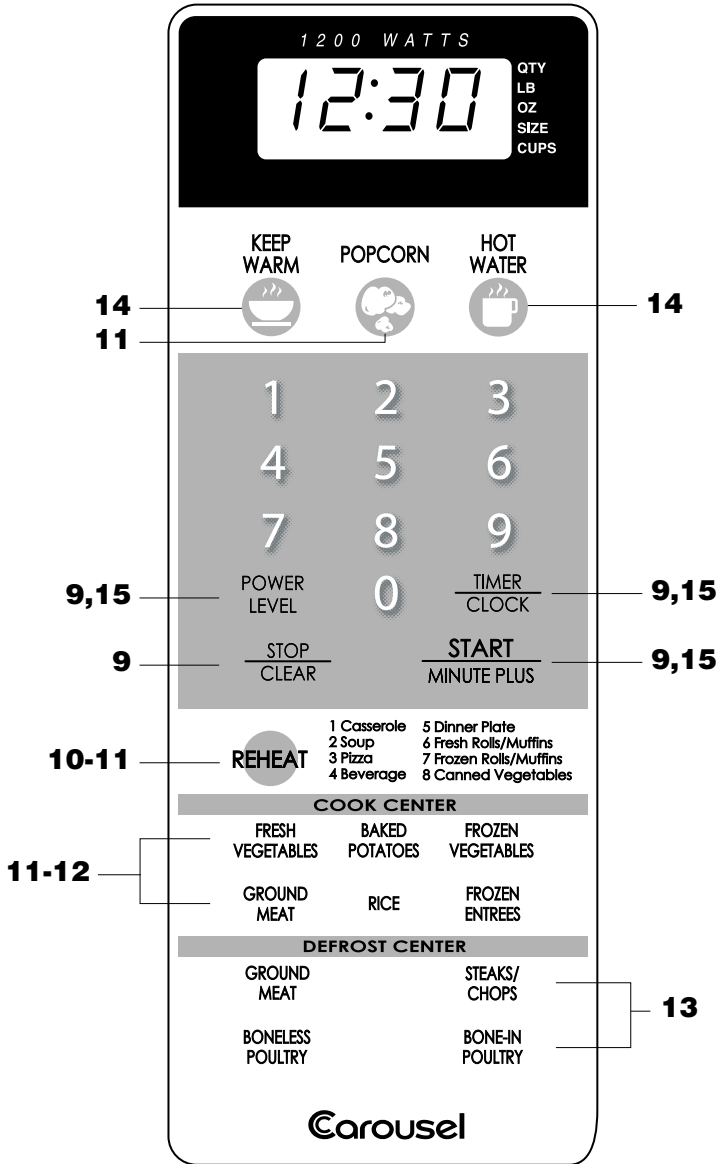 1200 WATTS
12:30
QTY
LB
OZ
SIZE
CUPS
KEEP
WARM
POPCORN
HOT
WATER
14
11
14
1 2 3
4 5 6
7 8 9
9,15
POWER
LEVEL
0
TIMER
CLOCK
9,15
9
STOP
CLEAR
START
MINUTE PLUS
9,15
10-11
REHEAT
1 Casserole
2 Soup
3 Pizza
4 Beverage
5 Dinner Plate
6 Fresh Rolls/Muffins
7 Frozen Rolls/Muffins
8 Canned Vegetables
COOK CENTER
11-12
FRESH
VEGETABLES
BAKED
POTATOES
FROZEN
VEGETABLES
GROUND
MEAT
RICE
FROZEN
ENTREES
DEFROST CENTER
GROUND
MEAT
STEAKS/
CHOPS
13
BONELESS
POULTRY
BONE-IN
POULTRY
Carousel